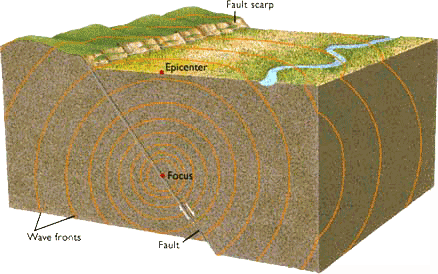 Fault scarp
Epicenter
Focus
Wave fronts
Fault